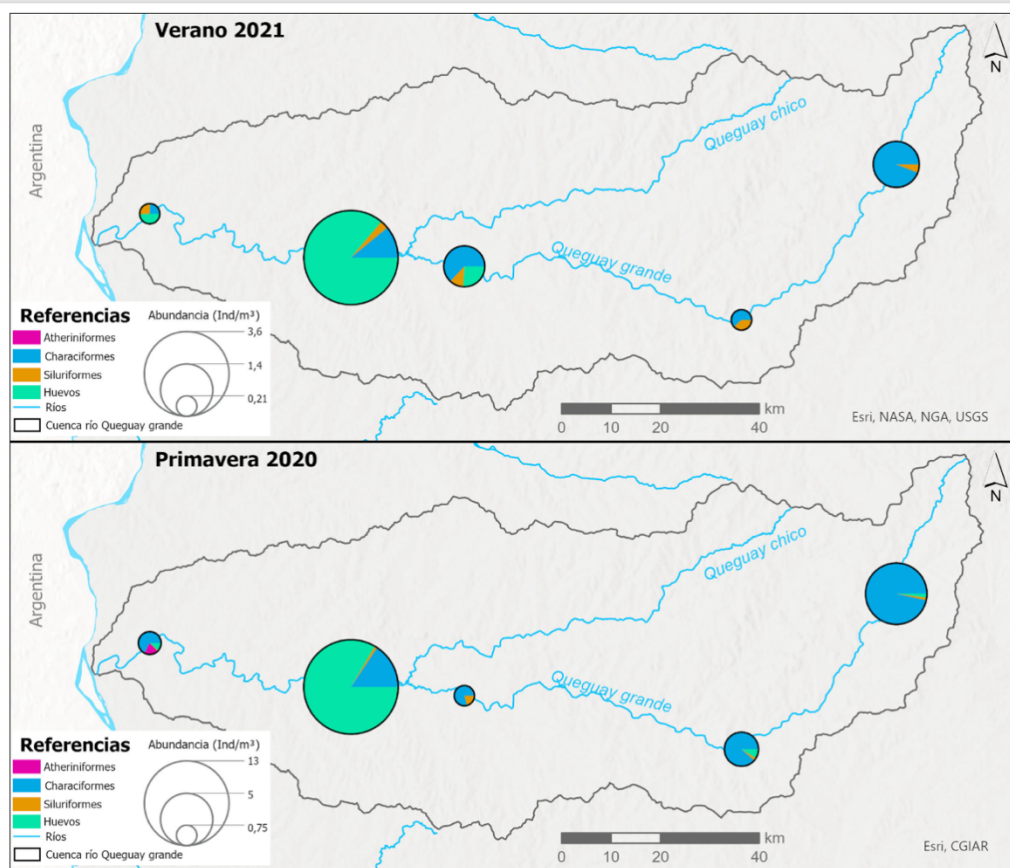 Verano 2021
N
Argentina
Queguay chico
Queguay grande
Referencias
Atheriniformes
Characiformes
Siluriformes
Huevos
Ríos
Cuenca río Queguay grande
Abundancia (Ind/m³)
3,6
1,4
0,21
km
0 10 20 40
Esri, NASA, NGA, USGS
Primavera 2020
N
Argentina
Queguay chico
Queguay grande
Referencias
Atheriniformes
Characiformes
Siluriformes
Huevos
Ríos
Cuenca río Queguay grande
Abundancia (Ind/m³)
13
5
0,75
km
0 10 20 40
Esri, CGIAR